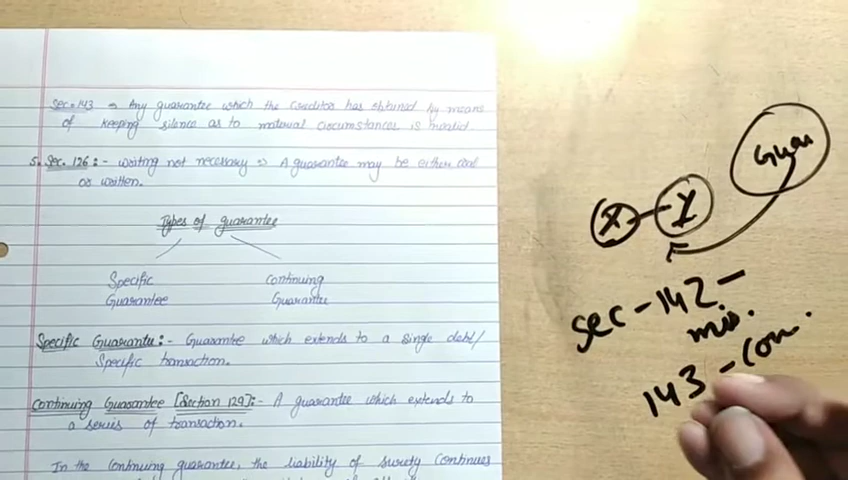 Sec-143 → Any guarantee which the creditor has obtained by means
of keeping silence as to material circumstances is invalid
5. Sec. 126 :- writing not necessary → A guarantee may be either oral
or written.
Types of guarantee
Specific Continuing
Guarantee Guarantee
Specific Guarantee :- Guarantee which extends to a single debt/
Specific transaction.
Continuing Guarantee [Section 129] :- A guarantee which extends to
a series of transaction.
In the continuing guarantee, the liability of surety continues
X Y
Sec-142-
mis.
143-con.